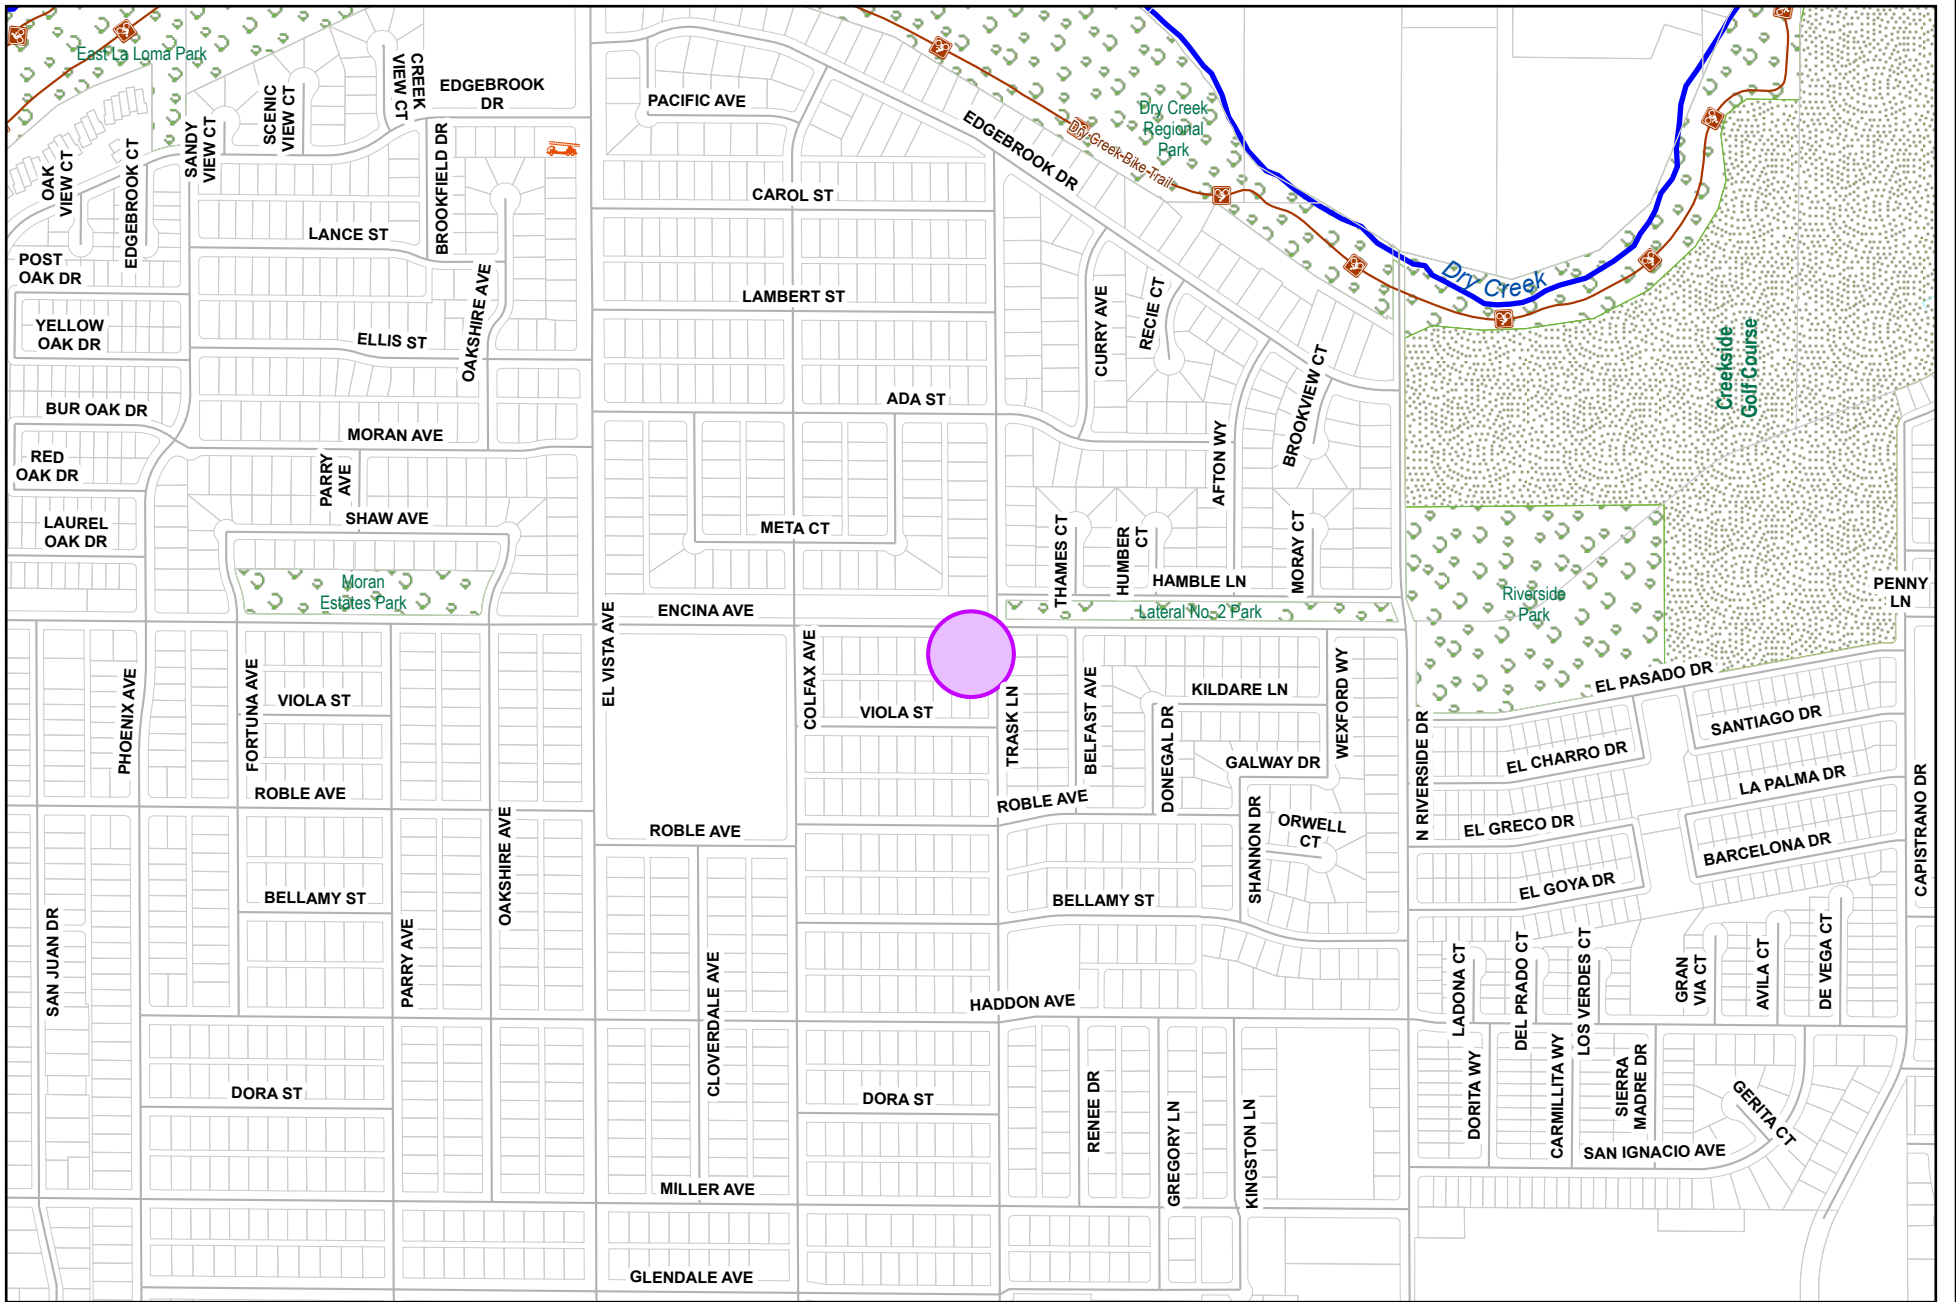 East La Loma Park
CREEK
VIEW CT
SCENIC
VIEW CT
SANDY
VIEW CT
EDGEBROOK
DR
PACIFIC AVE
EDGEBROOK DR
Dry Creek
Regional
Park
Dry-Creek-Bike-Trail
OAK
VIEW CT
EDGEBROOK CT
BROOKFIELD DR
CAROL ST
LANCE ST
POST
OAK DR
YELLOW
OAK DR
ELLIS ST
OAKSHIRE AVE
LAMBERT ST
CURRY AVE
RECIE CT
Dry Creek
Creekside
Golf Course
BROOKVIEW CT
BUR OAK DR
ADA ST
MORAN AVE
RED
OAK DR
PARRY
AVE
AFTON WY
SHAW AVE
LAUREL
OAK DR
META CT
THAMES CT
HUMBER
CT
MORAY CT
HAMBLE LN
Moran
Estates Park
Lateral No. 2 Park
Riverside
Park
PENNY
LN
ENCINA AVE
EL VISTA AVE
COLFAX AVE
PHOENIX AVE
FORTUNA AVE
VIOLA ST
VIOLA ST
TRASK LN
BELFAST AVE
KILDARE LN
DONEGAL DR
WEXFORD WY
EL PASADO DR
SANTIAGO DR
N RIVERSIDE DR
EL CHARRO DR
GALWAY DR
LA PALMA DR
ROBLE AVE
ROBLE AVE
ROBLE AVE
OAKSHIRE AVE
SHANNON DR
ORWELL
CT
EL GRECO DR
BARCELONA DR
CAPISTRANO DR
EL GOYA DR
BELLAMY ST
BELLAMY ST
SAN JUAN DR
PARRY AVE
CLOVERDALE AVE
HADDON AVE
LADONA CT
DEL PRADO CT
LOS VERDES CT
GRAN
VIA CT
AVILA CT
DE VEGA CT
DORA ST
DORA ST
RENEE DR
GREGORY LN
KINGSTON LN
DORITA WY
CARMILLITA WY
SIERRA
MADRE DR
GERITA CT
SAN IGNACIO AVE
MILLER AVE
GLENDALE AVE